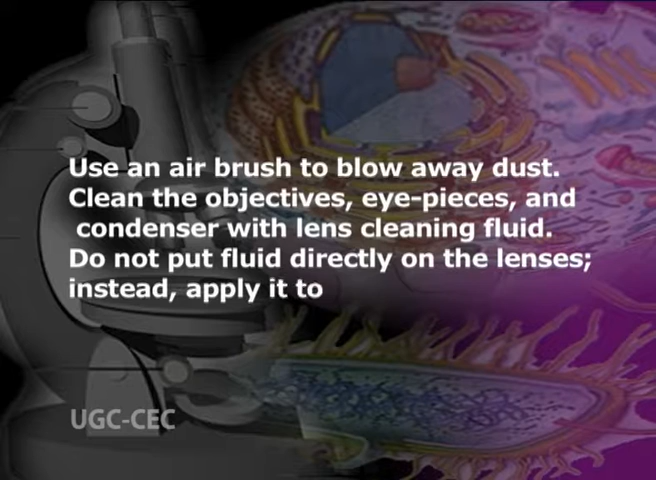 Use an air brush to blow away dust.
Clean the objectives, eye-pieces, and
condenser with lens cleaning fluid.
Do not put fluid directly on the lenses;
instead, apply it to
UGC-CEC